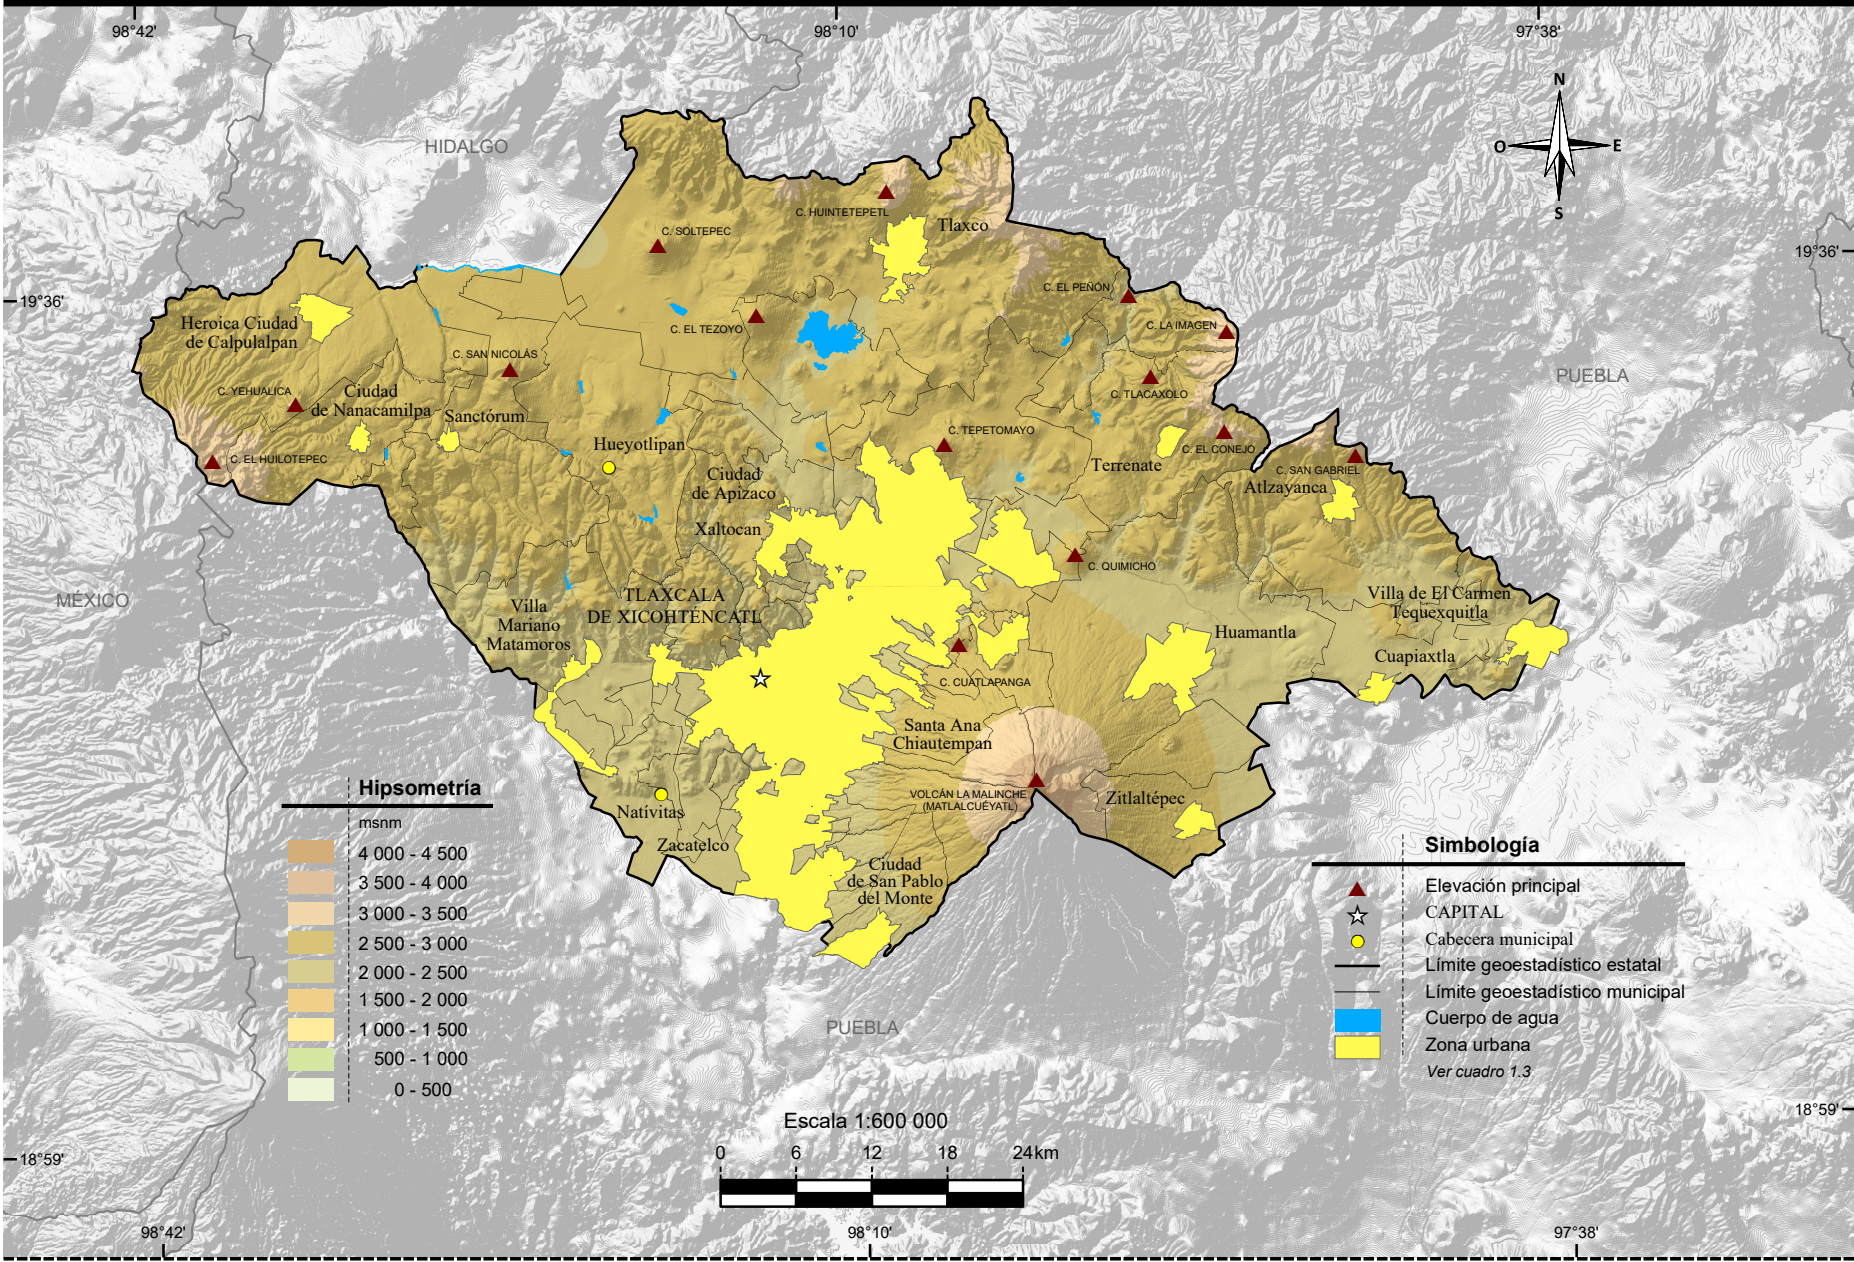 98°42'
98°10'
97°38'
N
O
E
S
HIDALGO
C. HUINTETEPETL
Tlaxco
C. SOLTEPEC
19°36'
C. EL PEÑÓN
19°36'
Heroica Ciudad
de Calpulalpan
C. EL TEZOYO
C. LA IMAGEN
C. SAN NICOLÁS
PUEBLA
C. YEHUALICA
Ciudad
de Nanacamilpa
C. TLACAXOLO
Sanctórum
C. TEPETOMAYO
Hueyotlipan
C. EL CONEJO
C. EL HUILOTEPEC
Terrenate
C. SAN GABRIEL
Atlzayanca
Ciudad
de Apizaco
Xaltocan
C. QUIMICHO
MÉXICO
TLAXCALA
DE XICOHTÉNCATL
Villa de El Carmen
Tequexquitla
Villa
Mariano
Matamoros
Huamantla
Cuapiaxtla
C. CUATLAPANGA
Santa Ana
Chiautempan
VOLCÁN LA MALINCHE
(MATLALCUÉYATL)
Zitlaltépec
Natívitas
Zacatelco
Ciudad
de San Pablo
del Monte
Hipsometría
msnm
4 000 - 4 500
3 500 - 4 000
3 000 - 3 500
2 500 - 3 000
2 000 - 2 500
1 500 - 2 000
1 000 - 1 500
500 - 1 000
0 - 500
Simbología
Elevación principal
CAPITAL
Cabecera municipal
Límite geoestadístico estatal
Límite geoestadístico municipal
Cuerpo de agua
Zona urbana
Ver cuadro 1.3
PUEBLA
Escala 1:600 000
0 6 12 18 24 km
18°59'
18°59'
98°42'
98°10'
97°38'